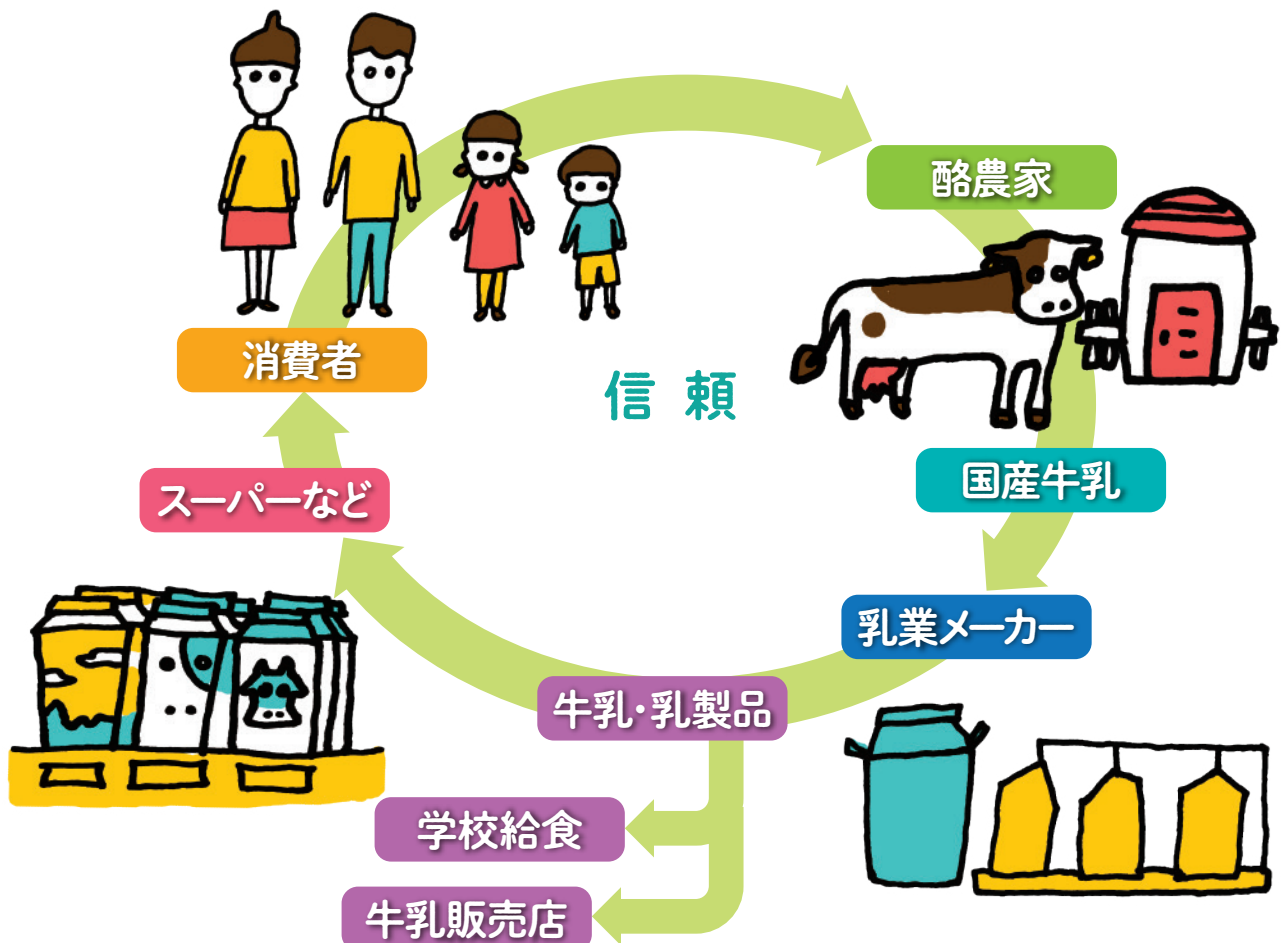 酪農家
消費者
信頼
スーパーなど
国産牛乳
乳業メーカー
牛乳・乳製品
学校給食
牛乳販売店